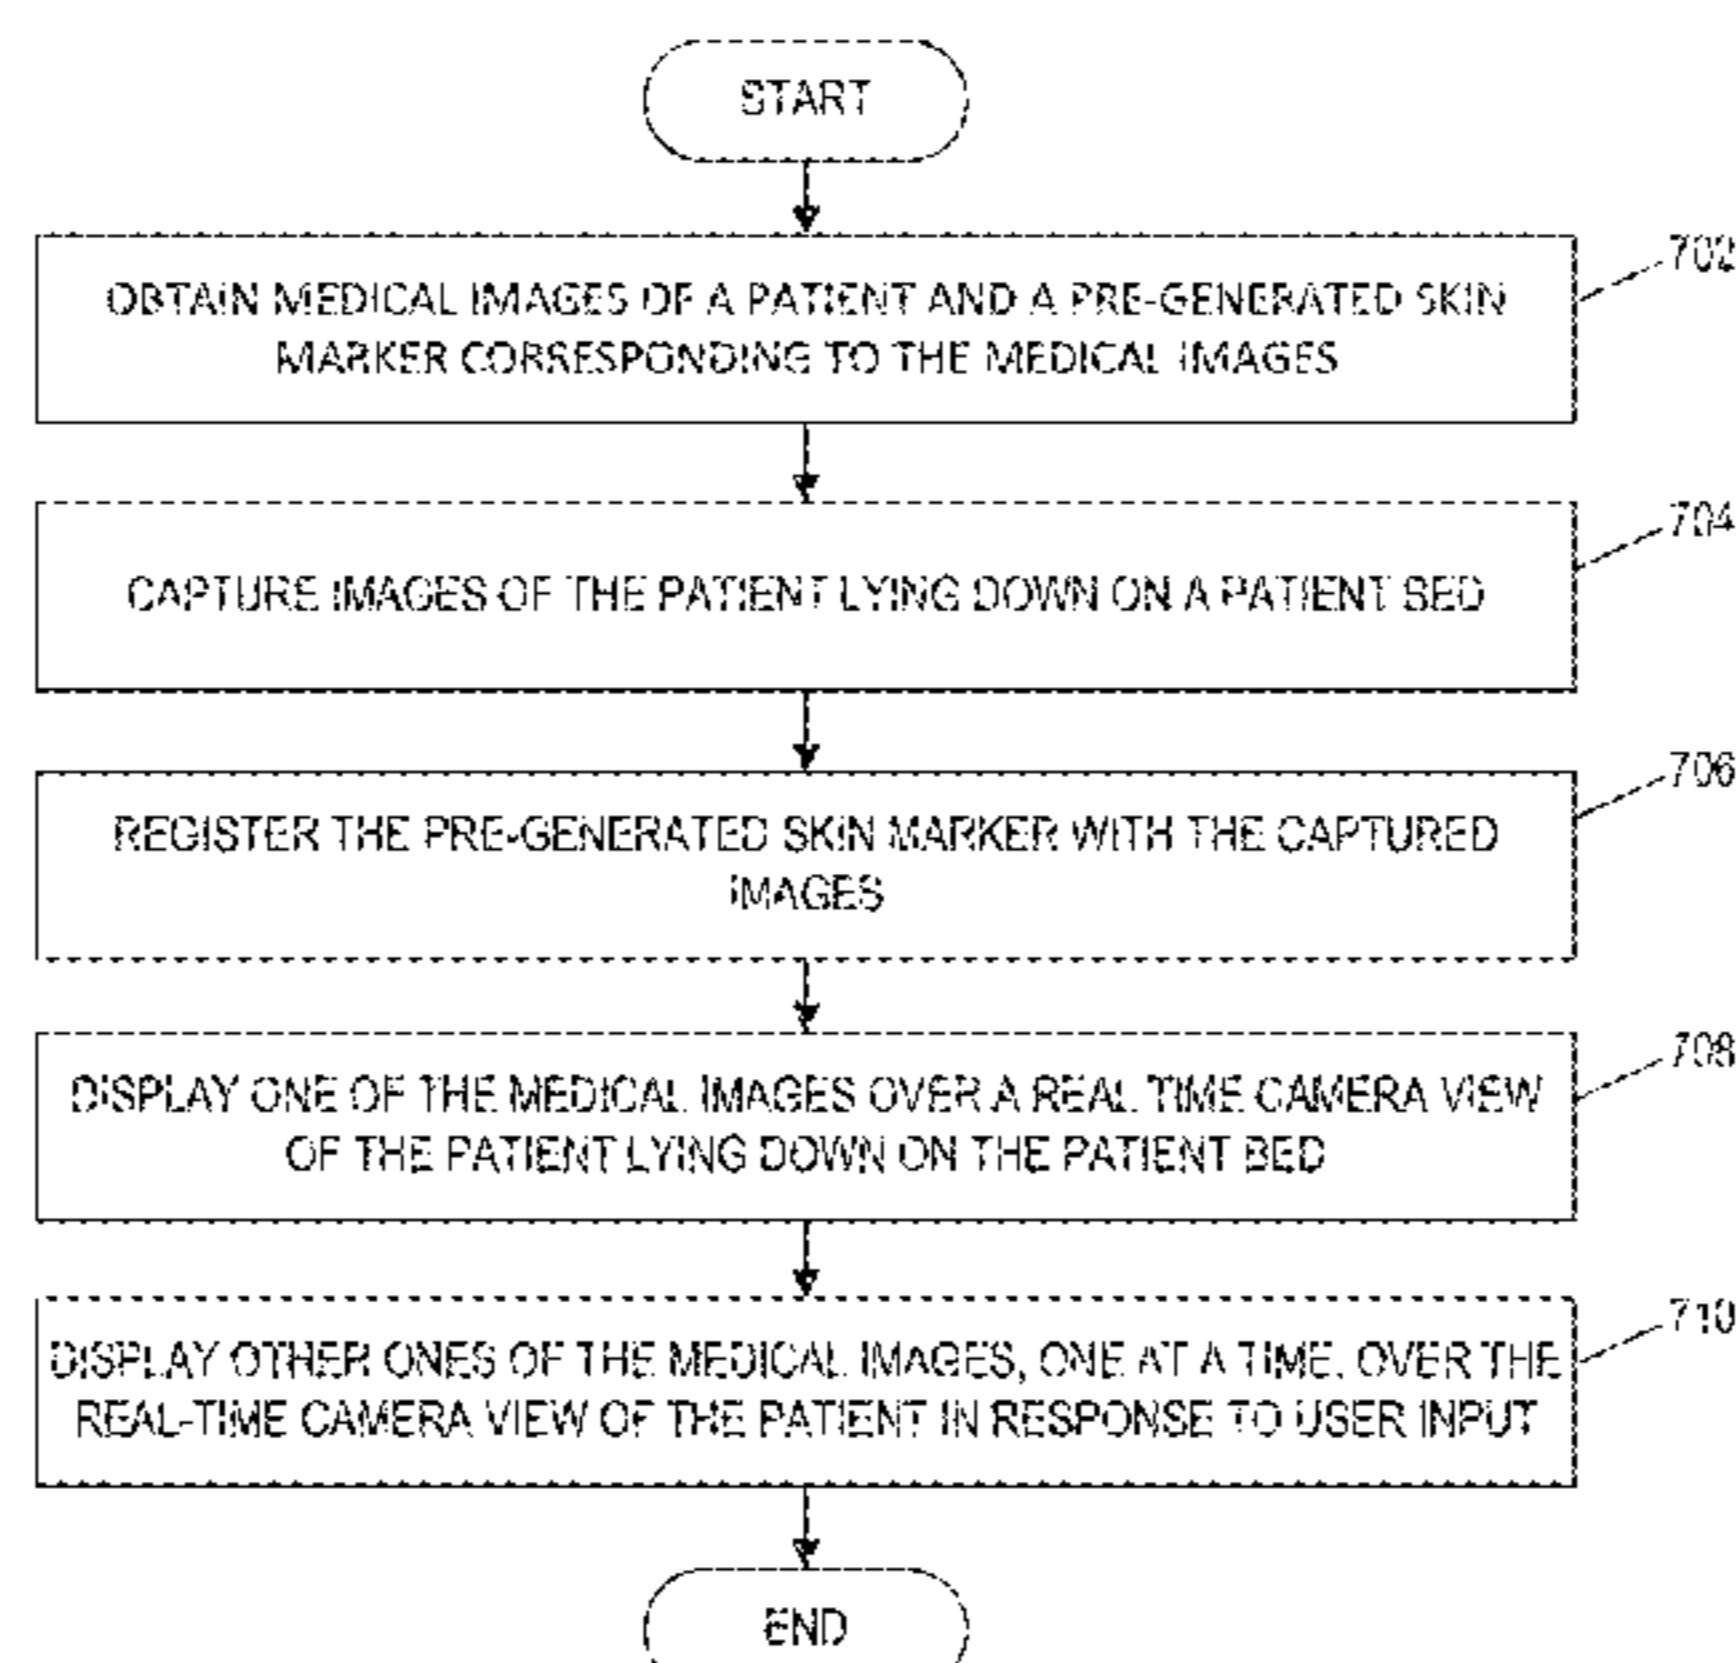 START
702
OBTAIN MEDICAL IMAGES OF A PATIENT AND A PRE-GENERATED SKIN
MARKER CORRESPONDING TO THE MEDICAL IMAGES
704
CAPTURE IMAGES OF THE PATIENT LYING DOWN ON A PATIENT BED
706
REGISTER THE PRE-GENERATED SKIN MARKER WITH THE CAPTURED
IMAGES
708
DISPLAY ONE OF THE MEDICAL IMAGES OVER A REAL TIME CAMERA VIEW
OF THE PATIENT LYING DOWN ON THE PATIENT BED
710
DISPLAY OTHER ONES OF THE MEDICAL IMAGES, ONE AT A TIME, OVER THE
REAL-TIME CAMERA VIEW OF THE PATIENT IN RESPONSE TO USER INPUT
END